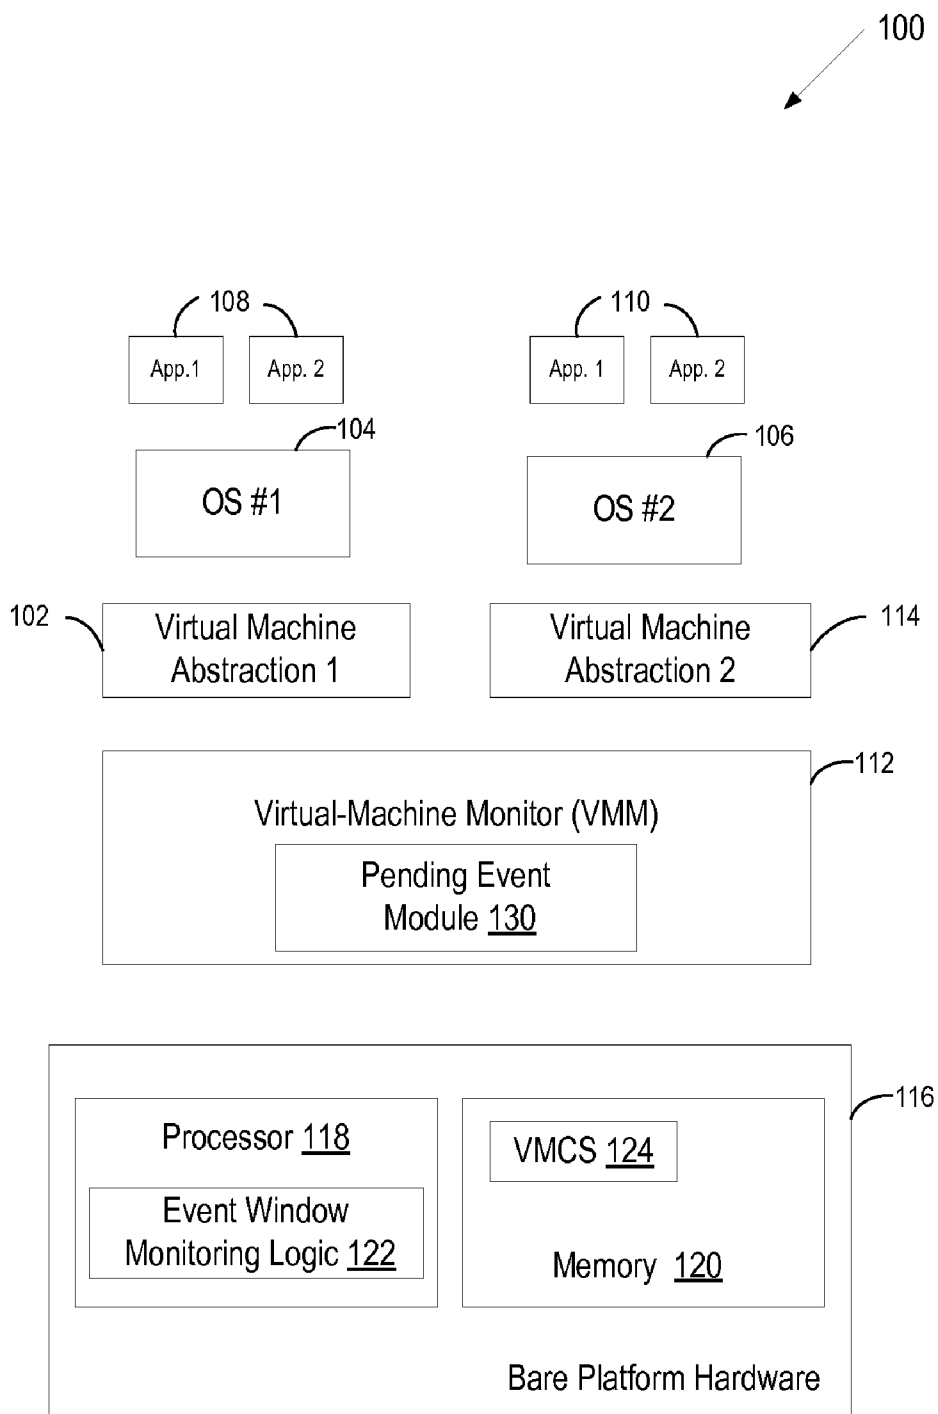 100
108
110
App.1
App. 2
App. 1
App. 2
104
106
OS #1
OS #2
102
Virtual Machine
Abstraction 1
Virtual Machine
Abstraction 2
114
112
Virtual-Machine Monitor (VMM)
Pending Event
Module 130
116
Processor 118
Event Window
Monitoring Logic 122
VMCS 124
Memory 120
Bare Platform Hardware